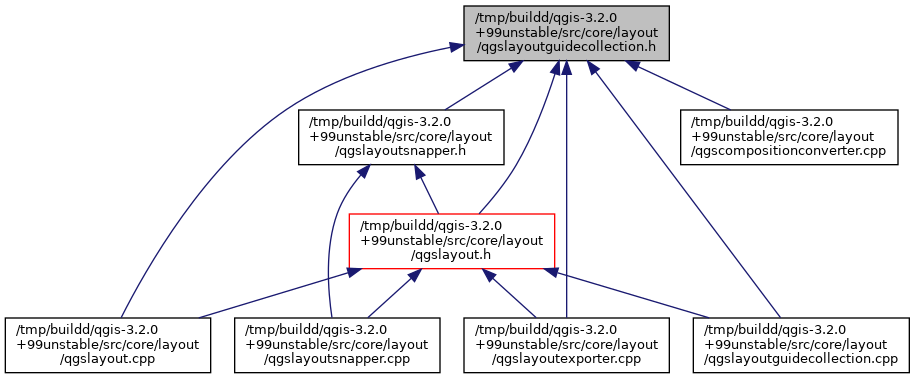 /tmp/buildd/qgis-3.2.0
+99unstable/src/core/layout
/qgslayoutguidecollection.h
/tmp/buildd/qgis-3.2.0
+99unstable/src/core/layout
/qgslayoutsnapper.h
/tmp/buildd/qgis-3.2.0
+99unstable/src/core/layout
/qgscompositionconverter.cpp
/tmp/buildd/qgis-3.2.0
+99unstable/src/core/layout
/qgslayout.h
/tmp/buildd/qgis-3.2.0
+99unstable/src/core/layout
/qgslayout.cpp
/tmp/buildd/qgis-3.2.0
+99unstable/src/core/layout
/qgslayoutsnapper.cpp
/tmp/buildd/qgis-3.2.0
+99unstable/src/core/layout
/qgslayoutexporter.cpp
/tmp/buildd/qgis-3.2.0
+99unstable/src/core/layout
/qgslayoutguidecollection.cpp